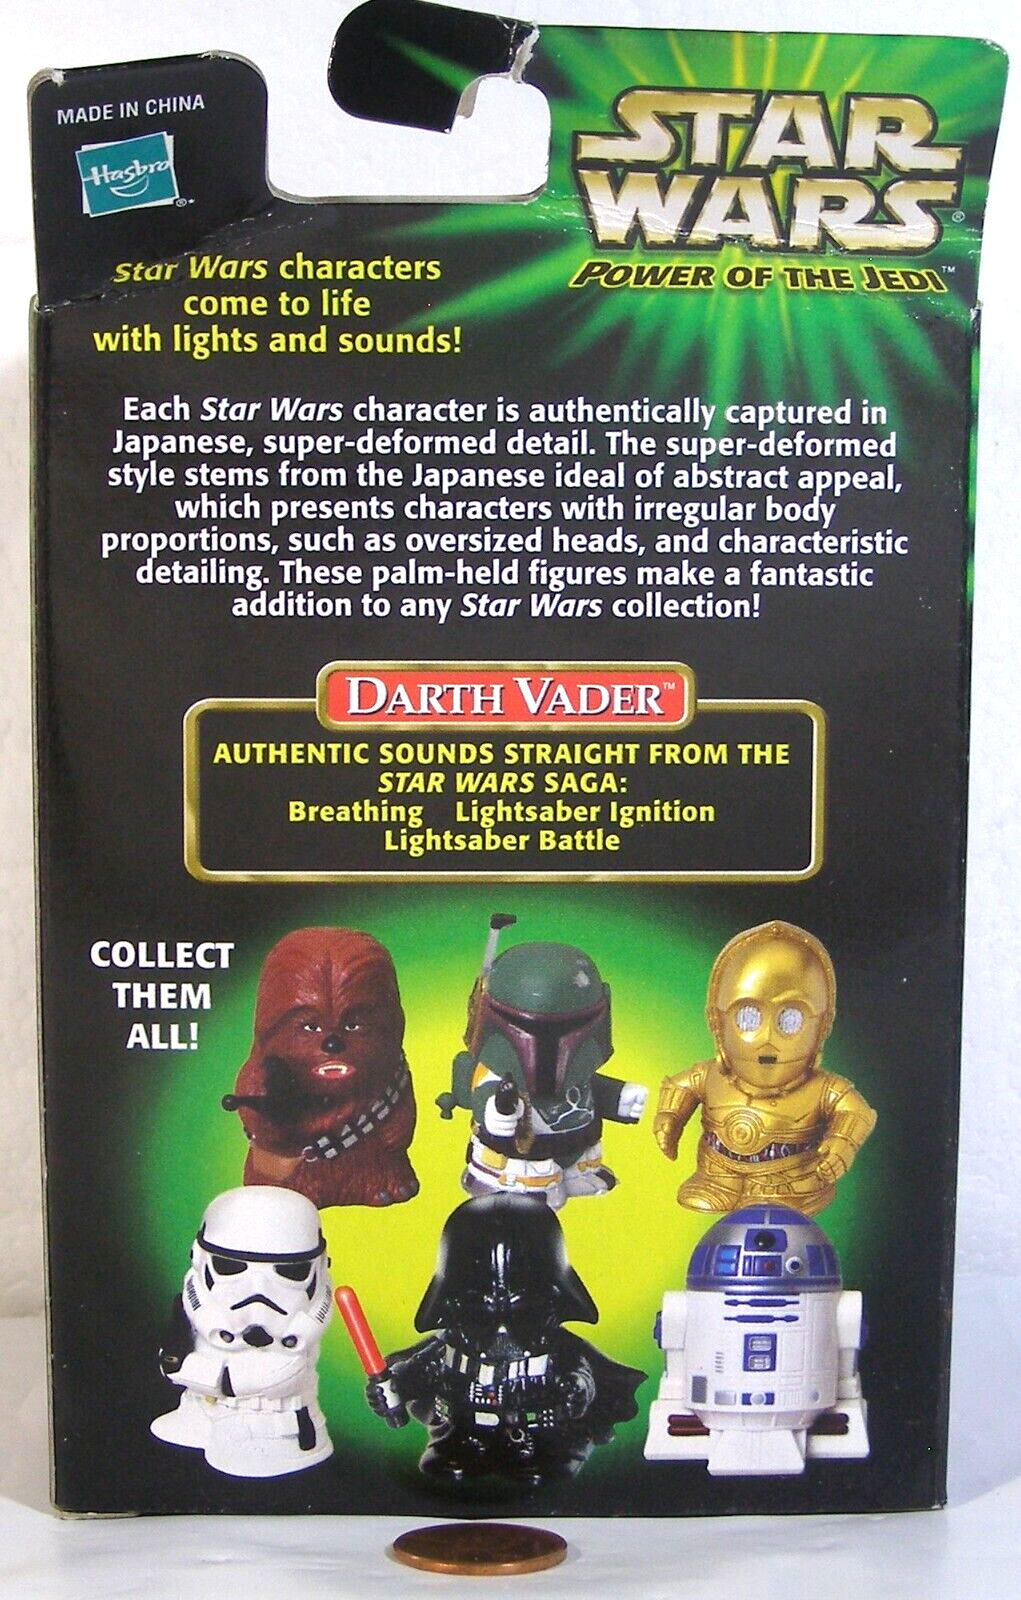 MADE IN CHINA
Hasbro
®
STAR
WARS®
POWER OF THE JEDI™
Star Wars characters
come to life
with lights and sounds!
Each Star Wars character is authentically captured in
Japanese, super-deformed detail. The super-deformed
style stems from the Japanese ideal of abstract appeal,
which presents characters with irregular body
proportions, such as oversized heads, and characteristic
detailing. These palm-held figures make a fantastic
addition to any Star Wars collection!
DARTH VADER™
AUTHENTIC SOUNDS STRAIGHT FROM THE
STAR WARS SAGA:
Breathing Lightsaber Ignition
Lightsaber Battle
COLLECT
THEM
ALL!